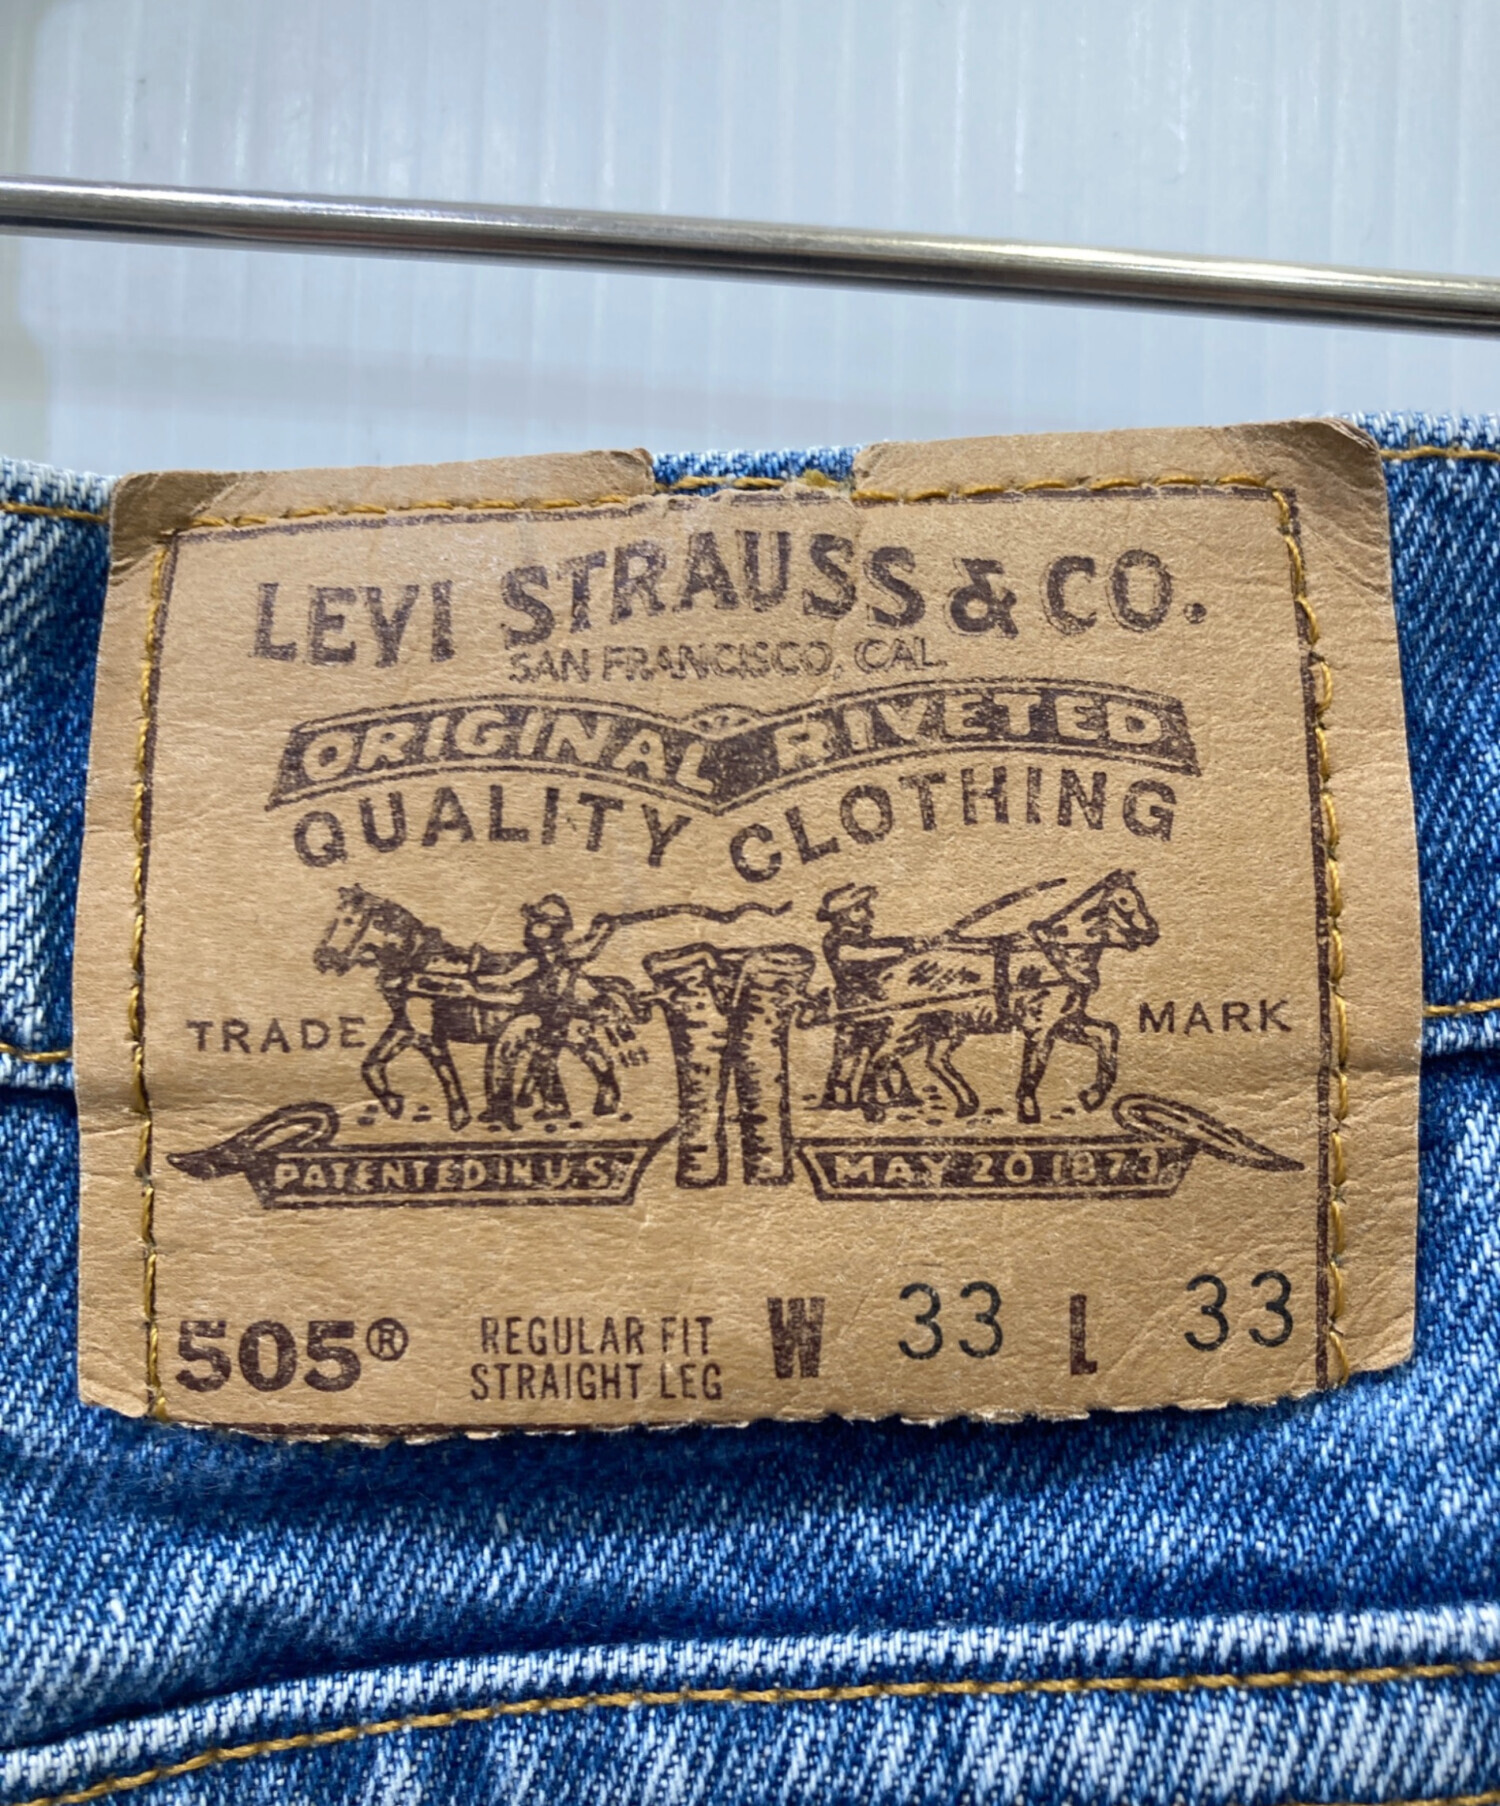 LEVI STRAUSS & CO.
SAN FRANCISCO, CAL.
ORIGINAL RIVETED
QUALITY CLOTHING
TRADE MARK
PATENTED IN U.S. MAY 20 1873
505® REGULAR FIT STRAIGHT LEG W 33 L 33